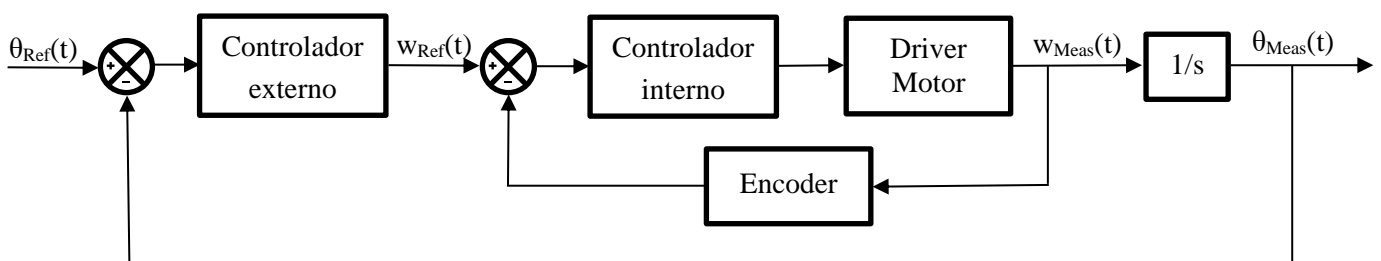 θRef(t)
+
-
Controlador
externo
wRef(t)
+
-
Controlador
interno
Driver
Motor
wMeas(t)
1/s
θMeas(t)
Encoder